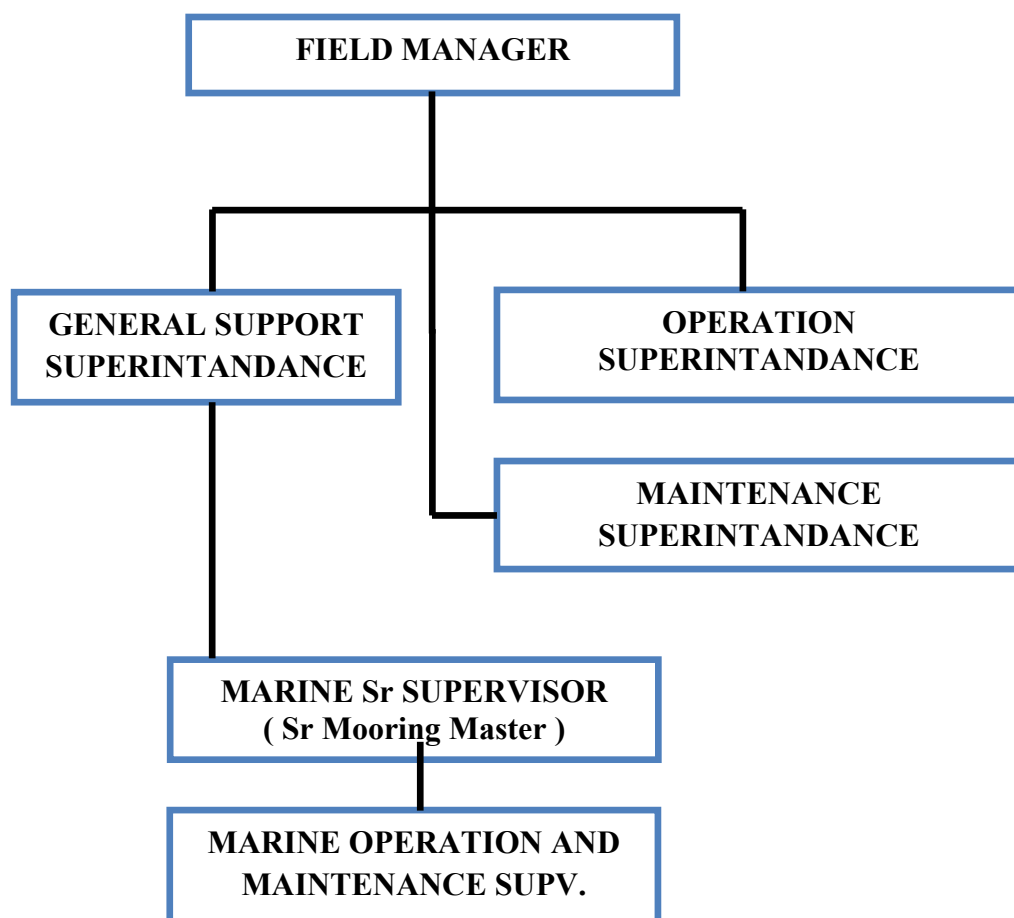 FIELD MANAGER
GENERAL SUPPORT
SUPERINTANDANCE
OPERATION
SUPERINTANDANCE
MAINTENANCE
SUPERINTANDANCE
MARINE Sr SUPERVISOR
( Sr Mooring Master )
MARINE OPERATION AND
MAINTENANCE SUPV.